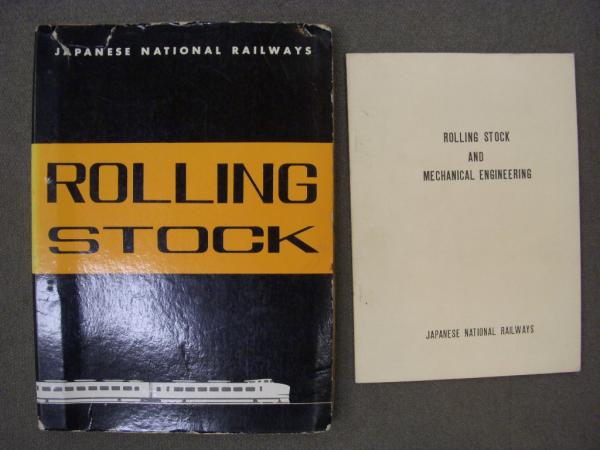 JAPANESE NATIONAL RAILWAYS
ROLLING
STOCK
ROLLING STOCK
AND
MECHANICAL ENGINEERING
JAPANESE NATIONAL RAILWAYS